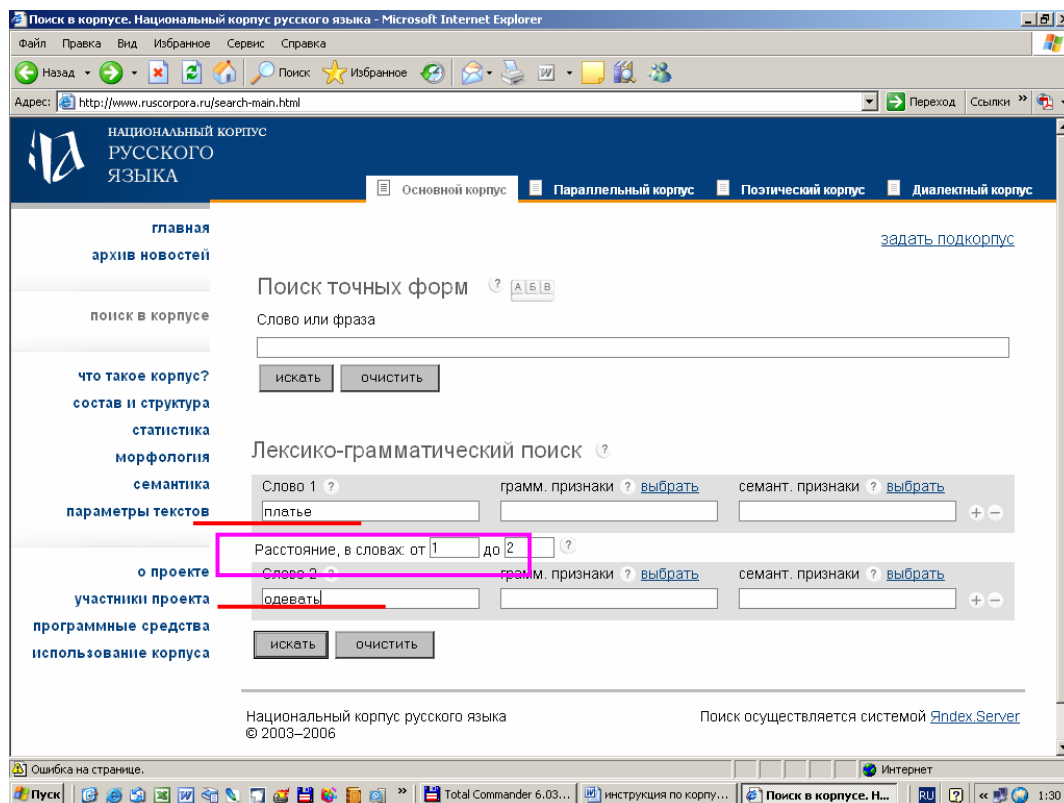 Поиск в корпусе. Национальный корпус русского языка - Microsoft Internet Explorer
Файл Правка Вид Избранное Сервис Справка
Назад Поиск Избранное
Адрес: http://www.ruscorpora.ru/search-main.html Переход Ссылки »
НАЦИОНАЛЬНЫЙ КОРПУС
РУССКОГО
ЯЗЫКА
Основной корпус Параллельный корпус Поэтический корпус Диалектный корпус
главная
архив новостей
поиск в корпусе
что такое корпус?
состав и структура
статистика
морфология
семантика
параметры текстов
о проекте
участники проекта
программные средства
использование корпуса
задать подкорпус
Поиск точных форм ? А Б В
Слово или фраза
искать очистить
Лексико-грамматический поиск ?
Слово 1 ? грамм. признаки ? выбрать семант. признаки ? выбрать
платье + −
Расстояние, в словах: от 1 до 2 ?
Слово 2 ? грамм. признаки ? выбрать семант. признаки ? выбрать
одевать + −
искать очистить
Национальный корпус русского языка
© 2003–2006
Поиск осуществляется системой Яndex.Server
Ошибка на странице. Интернет
Пуск » Total Commander 6.03... инструкция по корпу... Поиск в корпусе. Н... RU « 1:30